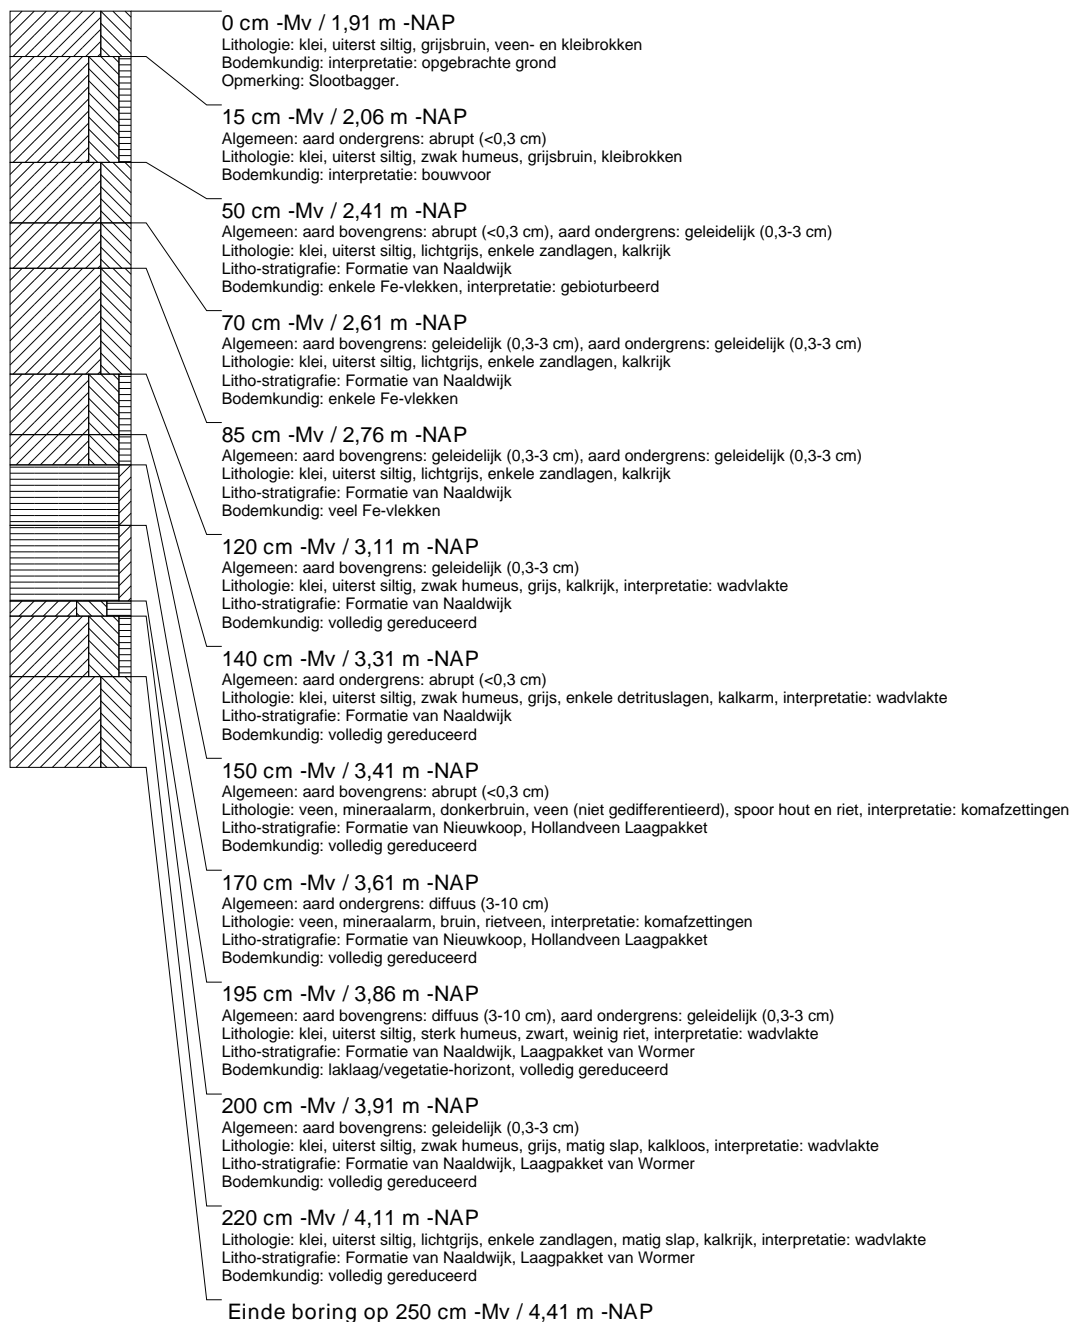 0 cm -Mv / 1,91 m -NAP
Lithologie: klei, uiterst siltig, grijsbruin, veen- en kleibrokken
Bodemkundig: interpretatie: opgebrachte grond
Opmerking: Slootbagger.
15 cm -Mv / 2,06 m -NAP
Algemeen: aard ondergrens: abrupt (<0,3 cm)
Lithologie: klei, uiterst siltig, zwak humeus, grijsbruin, kleibrokken
Bodemkundig: interpretatie: bouwvoor
50 cm -Mv / 2,41 m -NAP
Algemeen: aard bovengrens: abrupt (<0,3 cm), aard ondergrens: geleidelijk (0,3-3 cm)
Lithologie: klei, uiterst siltig, lichtgrijs, enkele zandlagen, kalkrijk
Litho-stratigrafie: Formatie van Naaldwijk
Bodemkundig: enkele Fe-vlekken, interpretatie: gebioturbeerd
70 cm -Mv / 2,61 m -NAP
Algemeen: aard bovengrens: geleidelijk (0,3-3 cm), aard ondergrens: geleidelijk (0,3-3 cm)
Lithologie: klei, uiterst siltig, lichtgrijs, enkele zandlagen, kalkrijk
Litho-stratigrafie: Formatie van Naaldwijk
Bodemkundig: enkele Fe-vlekken
85 cm -Mv / 2,76 m -NAP
Algemeen: aard bovengrens: geleidelijk (0,3-3 cm), aard ondergrens: geleidelijk (0,3-3 cm)
Lithologie: klei, uiterst siltig, lichtgrijs, enkele zandlagen, kalkrijk
Litho-stratigrafie: Formatie van Naaldwijk
Bodemkundig: veel Fe-vlekken
120 cm -Mv / 3,11 m -NAP
Algemeen: aard bovengrens: geleidelijk (0,3-3 cm)
Lithologie: klei, uiterst siltig, zwak humeus, grijs, kalkrijk, interpretatie: wadvlakte
Litho-stratigrafie: Formatie van Naaldwijk
Bodemkundig: volledig gereduceerd
140 cm -Mv / 3,31 m -NAP
Algemeen: aard ondergrens: abrupt (<0,3 cm)
Lithologie: klei, uiterst siltig, zwak humeus, grijs, enkele detrituslagen, kalkarm, interpretatie: wadvlakte
Litho-stratigrafie: Formatie van Naaldwijk
Bodemkundig: volledig gereduceerd
150 cm -Mv / 3,41 m -NAP
Algemeen: aard bovengrens: abrupt (<0,3 cm)
Lithologie: veen, mineraalarm, donkerbruin, veen (niet gedifferentieerd), spoor hout en riet, interpretatie: komafzettingen
Litho-stratigrafie: Formatie van Nieuwkoop, Hollandveen Laagpakket
Bodemkundig: volledig gereduceerd
170 cm -Mv / 3,61 m -NAP
Algemeen: aard ondergrens: diffuus (3-10 cm)
Lithologie: veen, mineraalarm, bruin, rietveen, interpretatie: komafzettingen
Litho-stratigrafie: Formatie van Nieuwkoop, Hollandveen Laagpakket
Bodemkundig: volledig gereduceerd
195 cm -Mv / 3,86 m -NAP
Algemeen: aard bovengrens: diffuus (3-10 cm), aard ondergrens: geleidelijk (0,3-3 cm)
Lithologie: klei, uiterst siltig, sterk humeus, zwart, weinig riet, interpretatie: wadvlakte
Litho-stratigrafie: Formatie van Naaldwijk, Laagpakket van Wormer
Bodemkundig: laklaag/vegetatie-horizont, volledig gereduceerd
200 cm -Mv / 3,91 m -NAP
Algemeen: aard bovengrens: geleidelijk (0,3-3 cm)
Lithologie: klei, uiterst siltig, zwak humeus, grijs, matig slap, kalkloos, interpretatie: wadvlakte
Litho-stratigrafie: Formatie van Naaldwijk, Laagpakket van Wormer
Bodemkundig: volledig gereduceerd
220 cm -Mv / 4,11 m -NAP
Lithologie: klei, uiterst siltig, lichtgrijs, enkele zandlagen, matig slap, kalkrijk, interpretatie: wadvlakte
Litho-stratigrafie: Formatie van Naaldwijk, Laagpakket van Wormer
Bodemkundig: volledig gereduceerd
Einde boring op 250 cm -Mv / 4,41 m -NAP